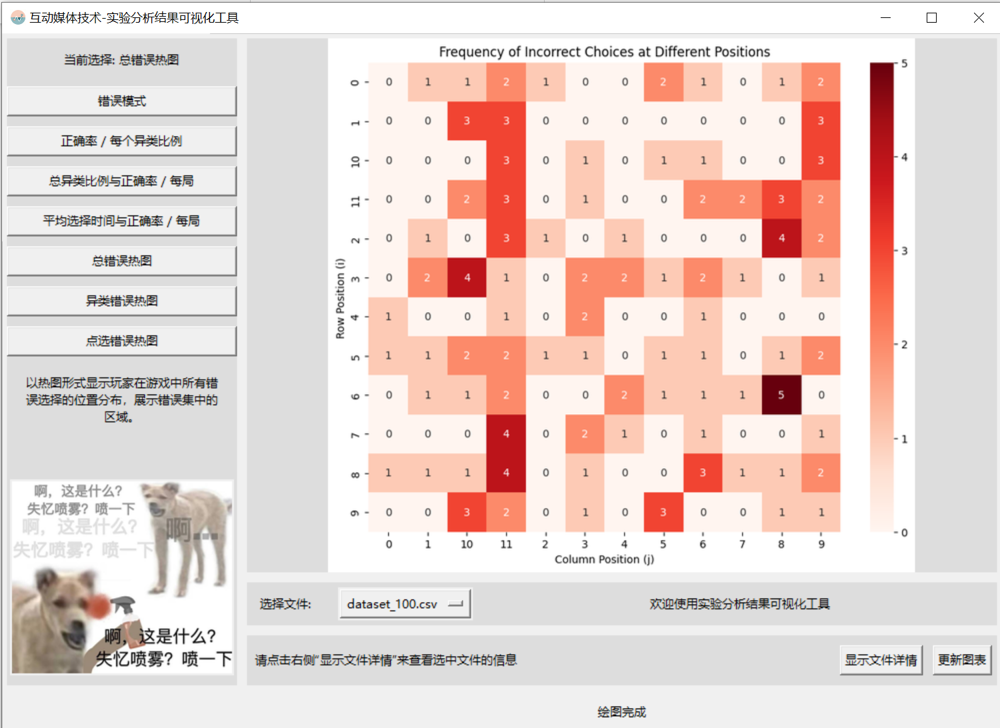 互动媒体技术-实验分析结果可视化工具
当前选择: 总错误热图
错误模式
正确率 / 每个异类比例
总异类比例与正确率 / 每局
平均选择时间与正确率 / 每局
总错误热图
异类错误热图
点选错误热图
以热图形式显示玩家在游戏中所有错
误选择的位置分布，展示错误集中的
区域。
啊，这是什么？
失忆喷雾？喷一下
啊，这是什么？
失忆喷雾？喷一下
啊...
啊，这是什么？
失忆喷雾？喷一下
Frequency of Incorrect Choices at Different Positions
Row Position (i)
0 0 1 1 2 1 0 0 2 1 0 1 2
1 0 0 3 3 0 0 0 0 0 0 0 3
10 0 0 0 3 0 1 0 1 1 0 0 3
11 0 0 2 3 0 1 0 0 2 2 3 2
2 0 1 0 3 1 0 1 0 0 0 4 2
3 0 2 4 1 0 2 2 1 2 1 0 1
4 1 0 0 1 0 2 0 0 1 0 0 0
5 1 1 2 2 1 1 0 1 1 0 1 2
6 0 1 1 2 0 0 2 1 1 1 5 0
7 0 0 0 4 0 2 1 0 1 0 0 1
8 1 1 1 4 0 1 0 0 3 1 1 2
9 0 0 3 2 0 1 0 3 0 0 1 1
0 1 10 11 2 3 4 5 6 7 8 9
Column Position (j)
5
4
3
2
1
0
选择文件:
dataset_100.csv
欢迎使用实验分析结果可视化工具
请点击右侧“显示文件详情”来查看选中文件的信息
显示文件详情
更新图表
绘图完成